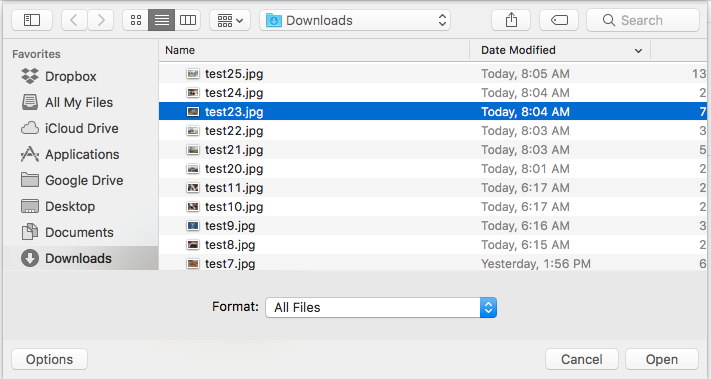 Downloads
Search
Favorites
Dropbox
All My Files
iCloud Drive
Applications
Google Drive
Desktop
Documents
Downloads
Name Date Modified
test25.jpg Today, 8:05 AM 13
test24.jpg Today, 8:04 AM 2
test23.jpg Today, 8:04 AM 7
test22.jpg Today, 8:03 AM 3
test21.jpg Today, 8:03 AM 5
test20.jpg Today, 8:01 AM 2
test11.jpg Today, 6:17 AM 2
test10.jpg Today, 6:17 AM 2
test9.jpg Today, 6:16 AM 3
test8.jpg Today, 6:15 AM 2
test7.jpg Yesterday, 1:56 PM 6
Format: All Files
Options Cancel Open